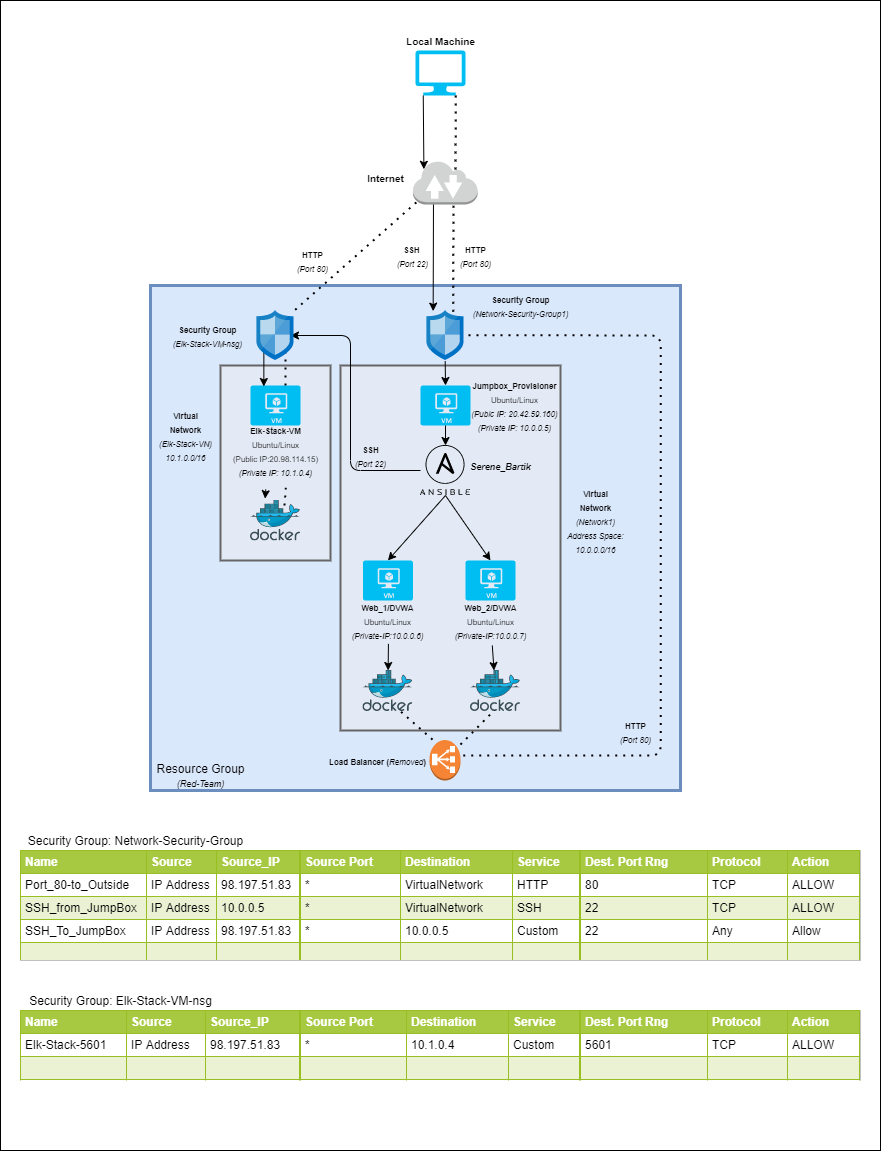 Local Machine
Internet
HTTP
(Port 80)
SSH
(Port 22)
HTTP
(Port 80)
Security Group
(Elk-Stack-VM-nsg)
Security Group
(Network-Security-Group1)
VM
Elk-Stack-VM
Ubuntu/Linux
(Public IP:20.98.114.15)
(Private IP: 10.1.0.4)
docker
Virtual
Network
(Elk-Stack-VN)
10.1.0.0/16
VM
Jumpbox_Provisioner
Ubuntu/Linux
(Pubic IP: 20.42.59.160)
(Private IP: 10.0.0.5)
SSH
(Port 22)
Serene_Bartik
ANSIBLE
Virtual
Network
(Network1)
Address Space:
10.0.0.0/16
VM
Web_1/DVWA
Ubuntu/Linux
(Private-IP:10.0.0.6)
docker
VM
Web_2/DVWA
Ubuntu/Linux
(Private-IP:10.0.0.7)
docker
HTTP
(Port 80)
Load Balancer (Removed)
Resource Group
(Red-Team)
Security Group: Network-Security-Group
Name Source Source_IP Source Port Destination Service Dest. Port Rng Protocol Action
Port_80-to_Outside IP Address 98.197.51.83 * VirtualNetwork HTTP 80 TCP ALLOW
SSH_from_JumpBox IP Address 10.0.0.5 * VirtualNetwork SSH 22 TCP ALLOW
SSH_To_JumpBox IP Address 98.197.51.83 * 10.0.0.5 Custom 22 Any Allow
Security Group: Elk-Stack-VM-nsg
Name Source Source_IP Source Port Destination Service Dest. Port Rng Protocol Action
Elk-Stack-5601 IP Address 98.197.51.83 * 10.1.0.4 Custom 5601 TCP ALLOW